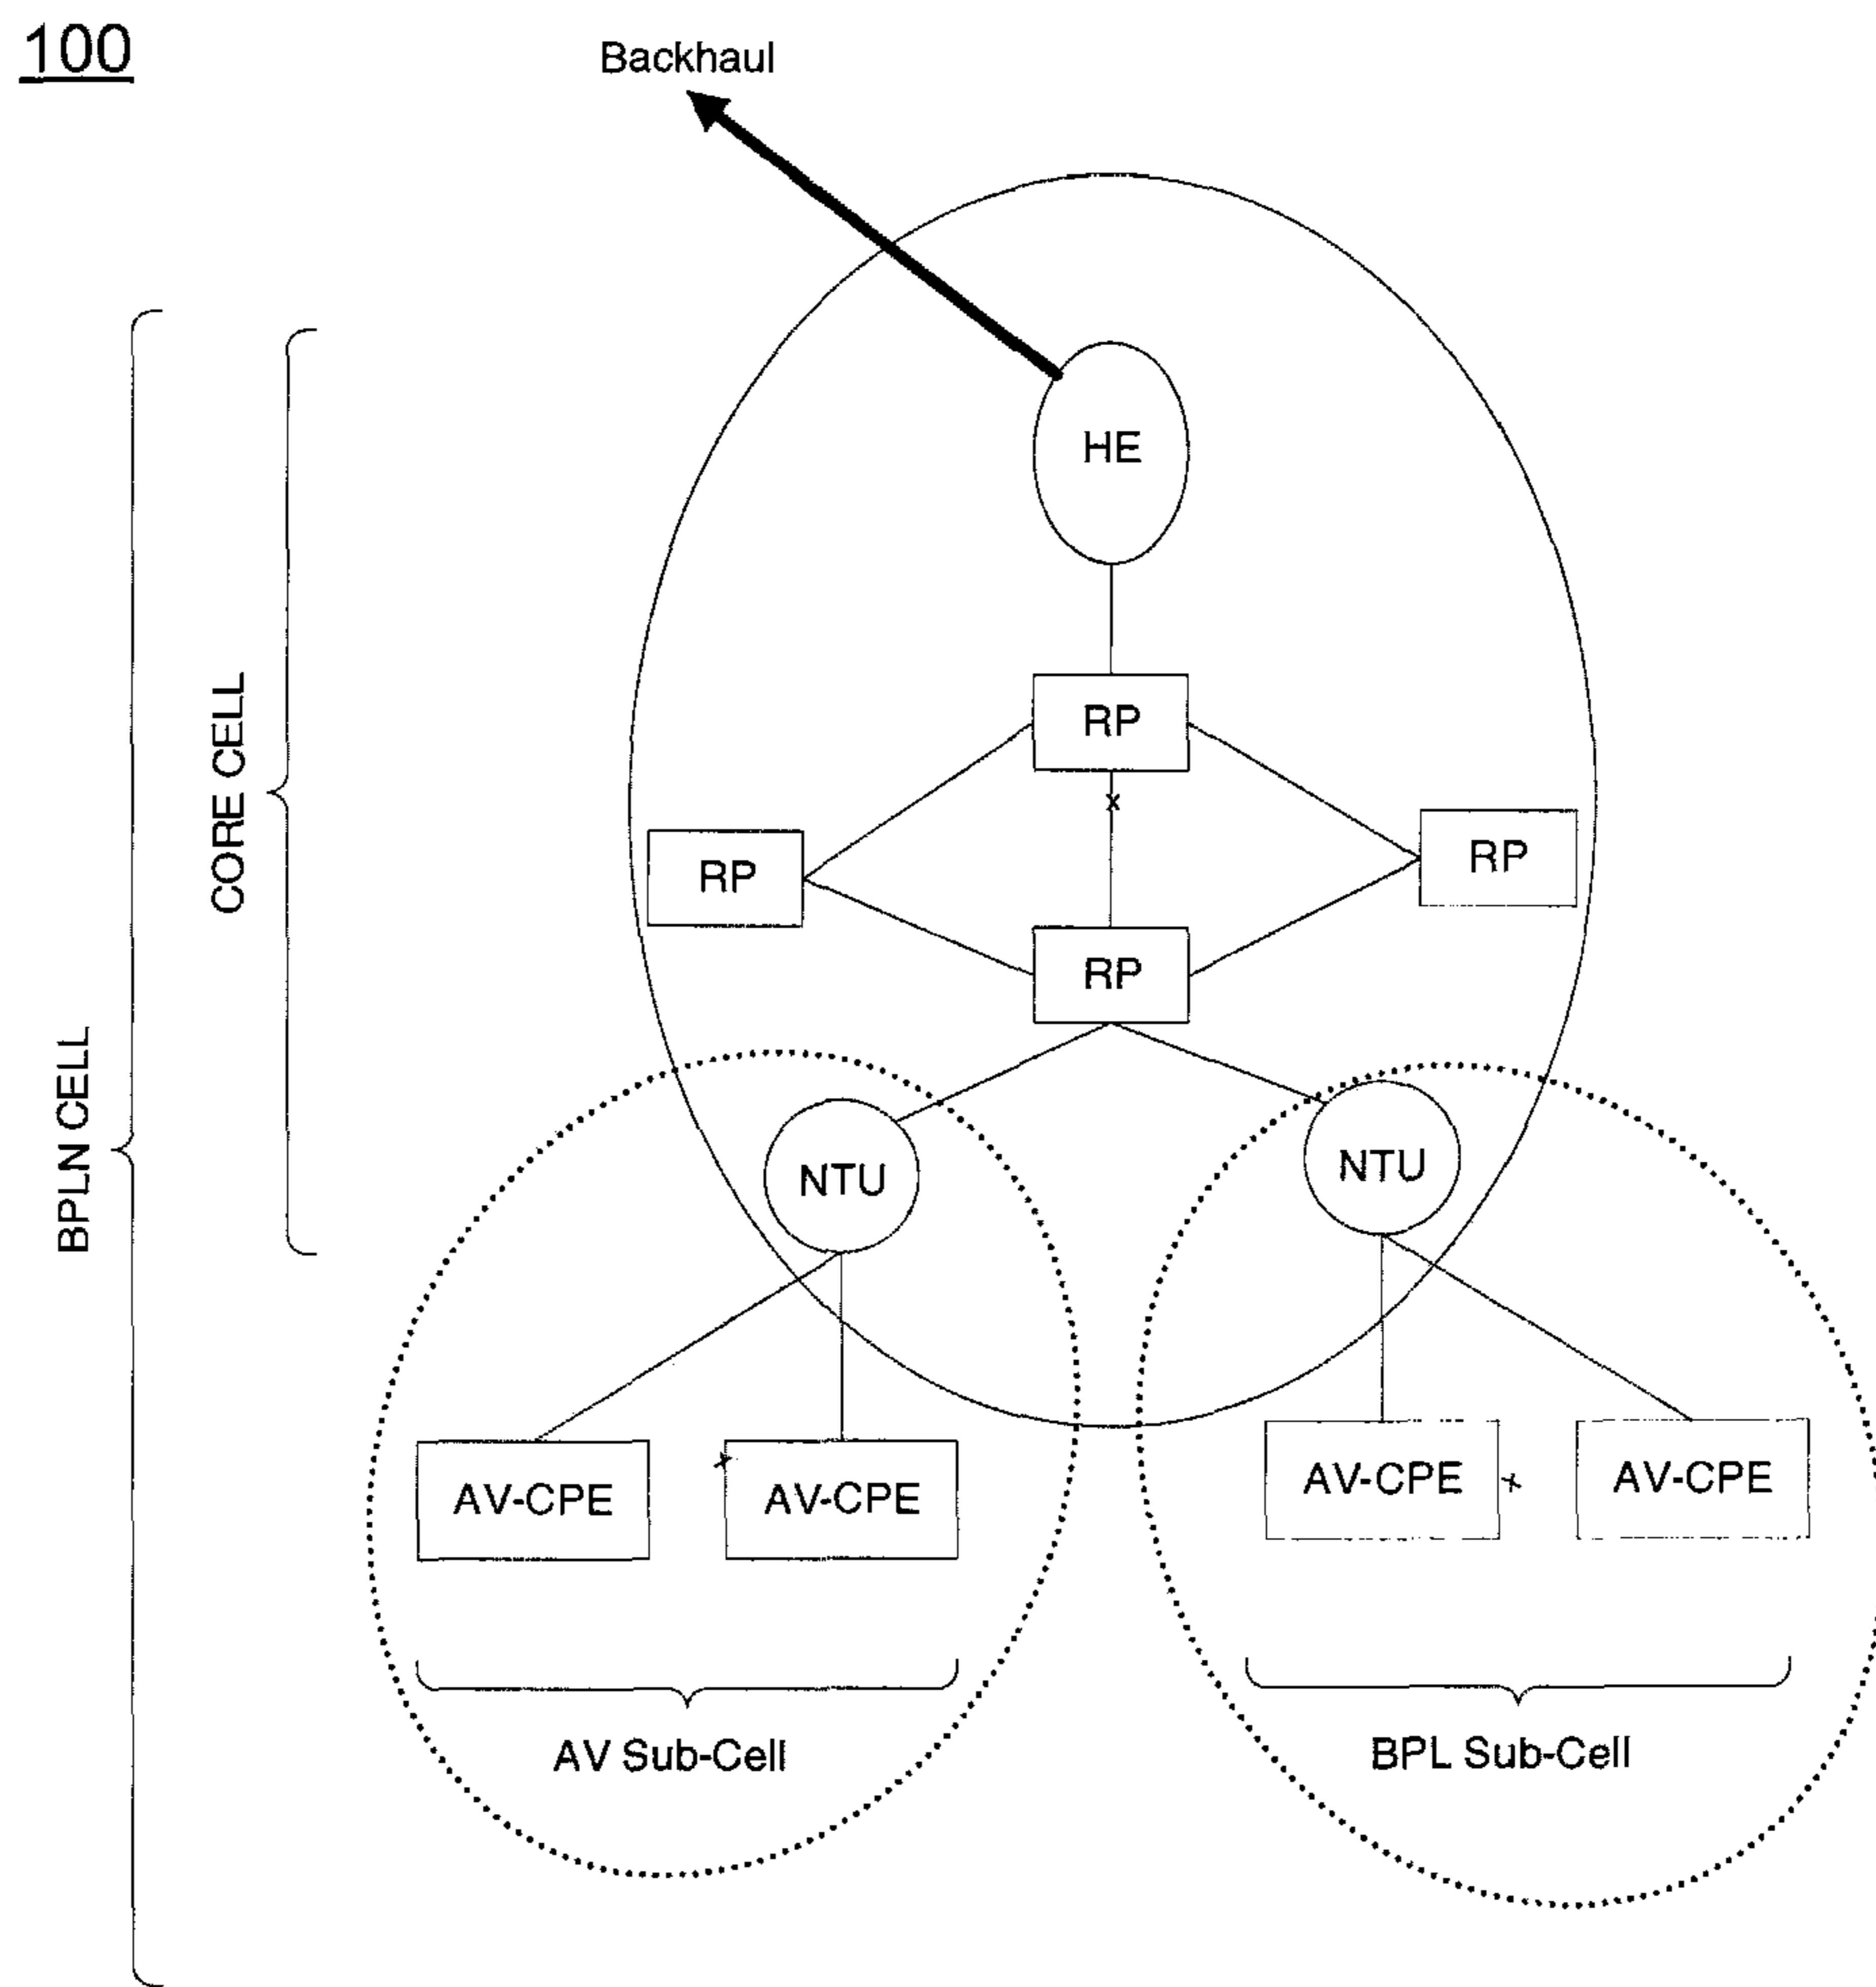 100
Backhaul
HE
RP
RP
RP
RP
CORE CELL
BPLN CELL
NTU
NTU
AV-CPE
AV-CPE
AV-CPE
AV-CPE
AV Sub-Cell
BPL Sub-Cell